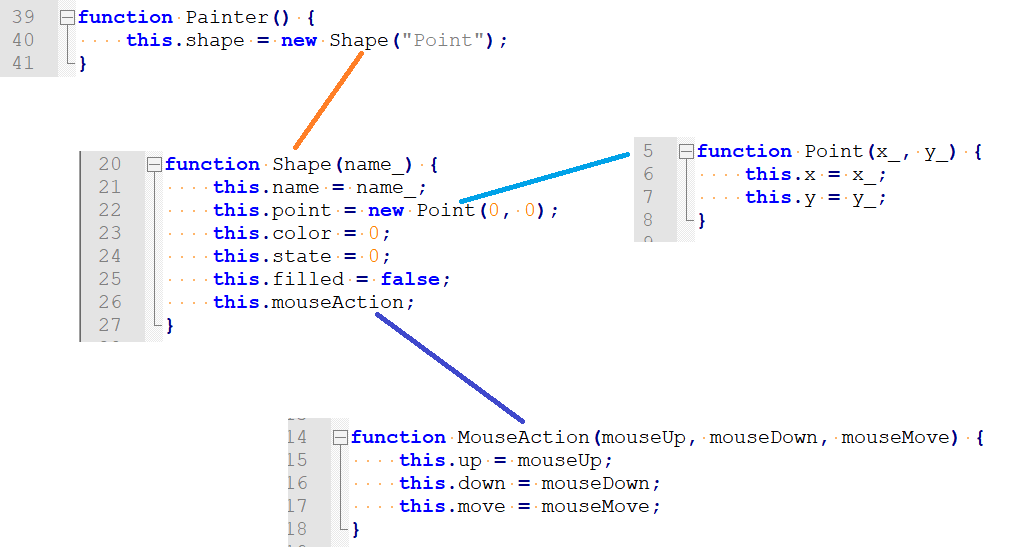 39 function Painter() {
40 this.shape = new Shape("Point");
41 }
20 function Shape(name_) {
21 this.name = name_;
22 this.point = new Point(0, 0);
23 this.color = 0;
24 this.state = 0;
25 this.filled = false;
26 this.mouseAction;
27 }
5 function Point(x_, y_) {
6 this.x = x_;
7 this.y = y_;
8 }
14 function MouseAction(mouseUp, mouseDown, mouseMove) {
15 this.up = mouseUp;
16 this.down = mouseDown;
17 this.move = mouseMove;
18 }